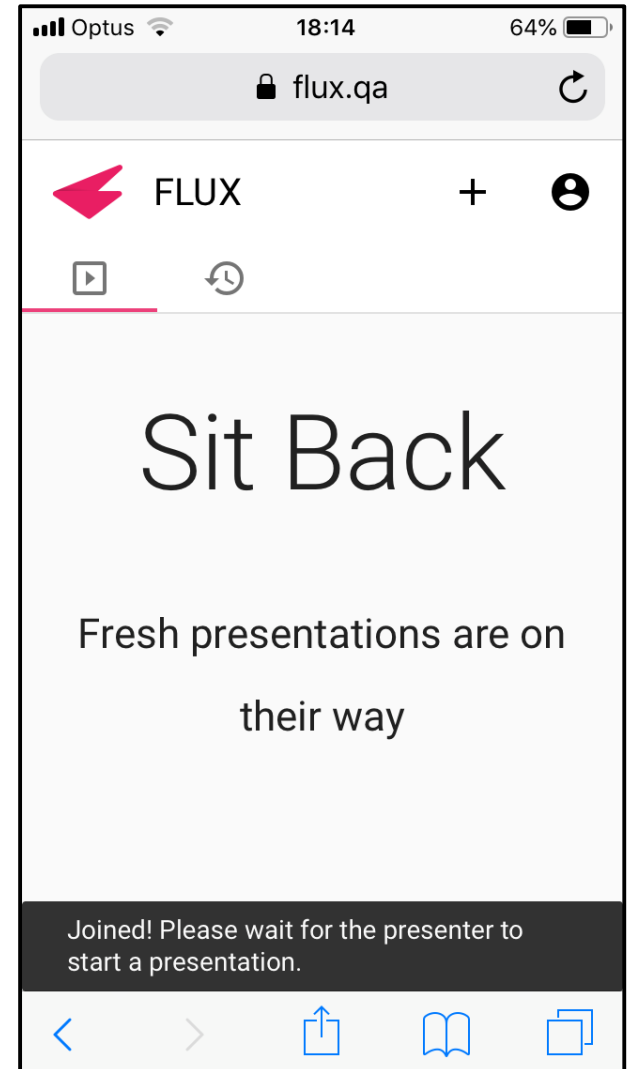 Optus 18:14 64%
flux.qa
FLUX
Sit Back
Fresh presentations are on
their way
Joined! Please wait for the presenter to
start a presentation.